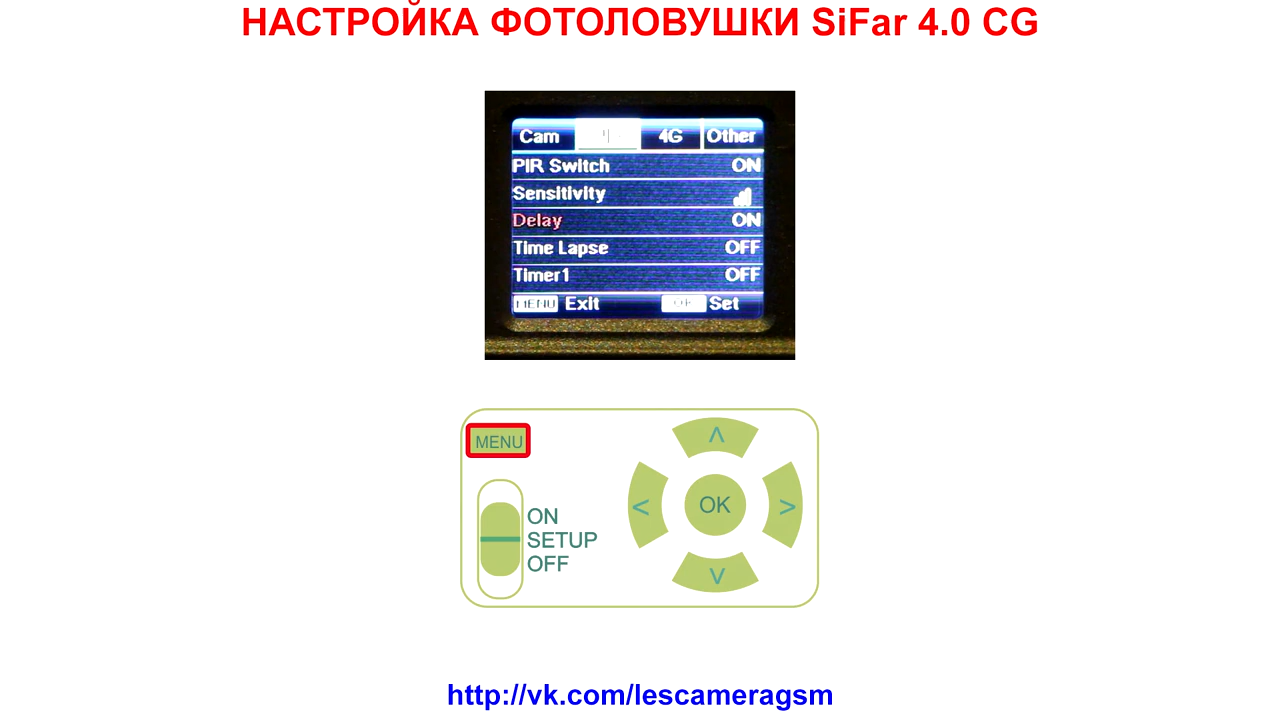 НАСТРОЙКА ФОТОЛОВУШКИ SiFar 4.0 CG
Cam 4G Other
PIR Switch ON
Sensitivity
Delay ON
Time Lapse OFF
Timer1 OFF
MENU Exit OK Set
MENU
ON
SETUP
OFF
˄
< OK >
˅
http://vk.com/lescameragsm